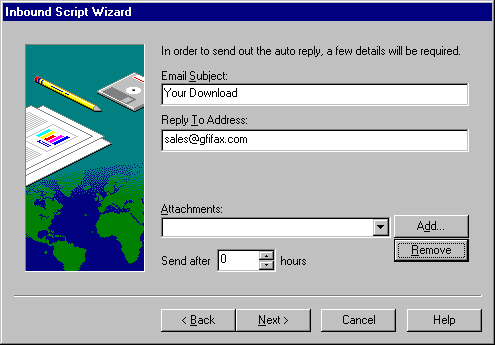 Inbound Script Wizard
In order to send out the auto reply, a few details will be required.
Email Subject:
Your Download
Reply To Address:
sales@gfifax.com
Attachments:
Add...
Remove
Send after 0 hours
< Back Next > Cancel Help